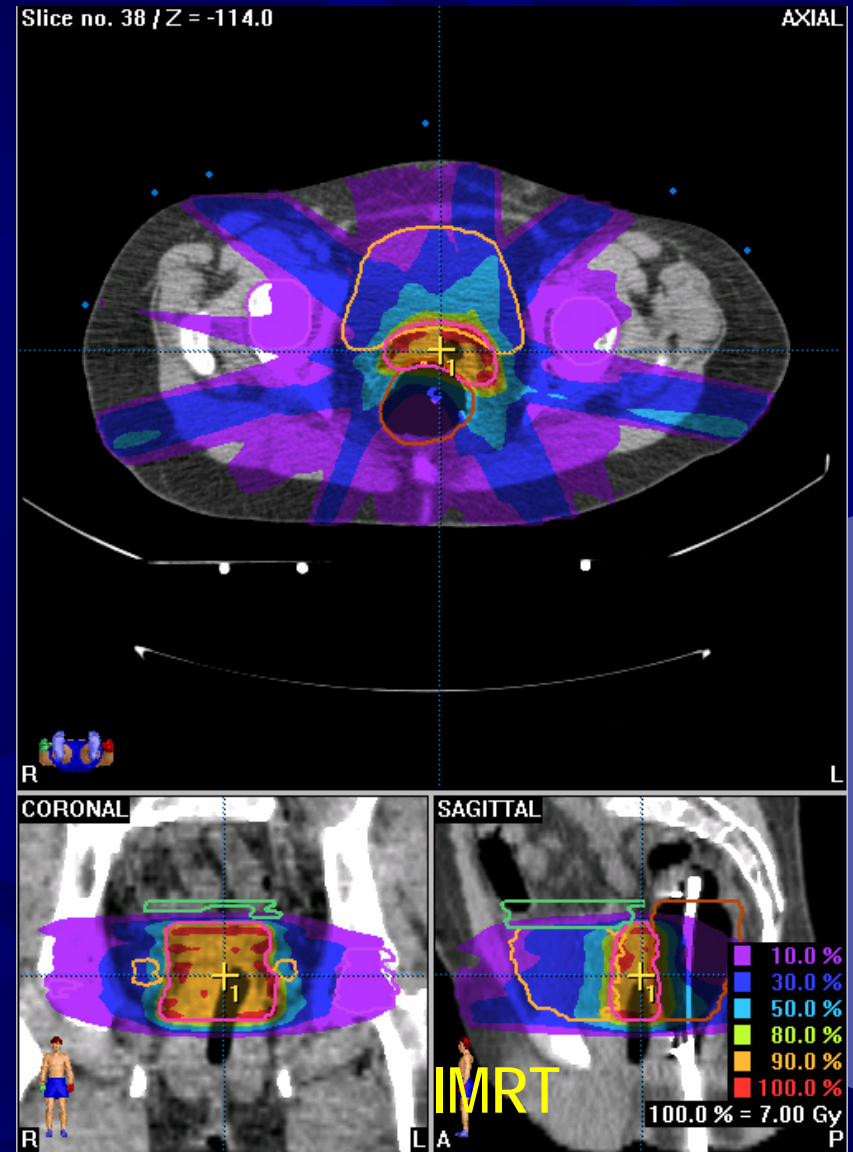 Slice no. 38 / Z = -114.0
AXIAL
1
R
L
CORONAL
SAGITTAL
1
1
10.0 %
30.0 %
50.0 %
80.0 %
90.0 %
100.0 %
100.0 % = 7.00 Gy
IMRT
R
L
A
P